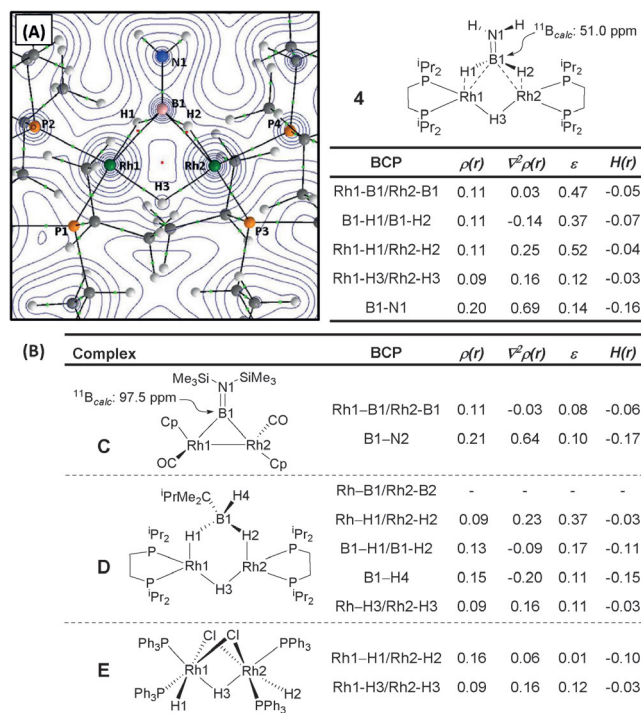 (A)
N1
B1
H1
H2
P2
P4
Rh1
Rh2
H3
P1
P3
H N1 H
¹¹B_calc: 51.0 ppm
B1
ⁱPr₂ H1 H2 ⁱPr₂
4
P Rh1 Rh2 P
P H3 P
ⁱPr₂ ⁱPr₂
BCP ρ(r) ∇²ρ(r) ε H(r)
Rh1-B1/Rh2-B1 0.11 0.03 0.47 -0.05
B1-H1/B1-H2 0.11 -0.14 0.37 -0.07
Rh1-H1/Rh2-H2 0.11 0.25 0.52 -0.04
Rh1-H3/Rh2-H3 0.09 0.16 0.12 -0.03
B1-N1 0.20 0.69 0.14 -0.16
(B)
Complex BCP ρ(r) ∇²ρ(r) ε H(r)
Me₃Si N1 SiMe₃
¹¹B_calc: 97.5 ppm
B1
Cp CO
Rh1 Rh2
OC Cp
C
Rh1–B1/Rh2-B1 0.11 -0.03 0.08 -0.06
B1–N2 0.21 0.64 0.10 -0.17
ⁱPrMe₂C H4
B1
H1 H2
ⁱPr₂ ⁱPr₂
P Rh1 Rh2 P
D
P H3 P
ⁱPr₂ ⁱPr₂
Rh–B1/Rh2-B2 - - - -
Rh–H1/Rh2-H2 0.09 0.23 0.37 -0.03
B1–H1/B1-H2 0.13 -0.09 0.17 -0.11
B1–H4 0.15 -0.20 0.11 -0.15
Rh–H3/Rh2-H3 0.09 0.16 0.11 -0.03
Ph₃P Cl Cl PPh₃
E
Rh1 Rh2
Ph₃P H3 H2
H1 PPh₃
Rh1–H1/Rh2-H2 0.16 0.06 0.01 -0.10
Rh1-H3/Rh2-H3 0.09 0.16 0.12 -0.03